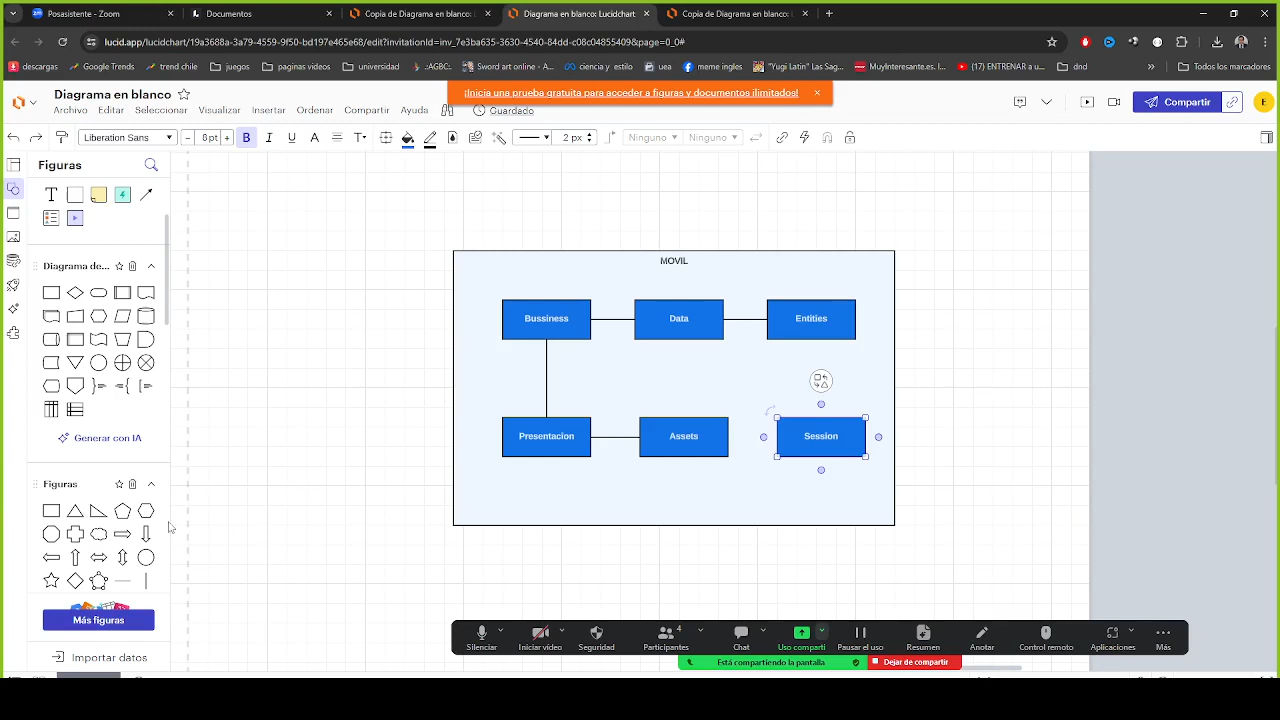 Posasistente - Zoom
Documentos
Copia de Diagrama en blanco: L
Diagrama en blanco: Lucidchart
Copia de Diagrama en blanco: L
lucid.app/lucidchart/19a3688a-3a79-4559-9f50-bd197e465e68/edit?invitationId=inv_7e3ba635-3630-4540-84dd-c08c04855409&page=0_0#
descargas
Google Trends
trend chile
juegos
paginas videos
universidad
.:AGBC:.
Sword art online - A...
ciencia y estilo
uea
meme ingles
"Yugi Latin" Las Sag...
MuyInteresante.es. I...
(17) ENTRENAR a u...
dnd
Todos los marcadores
Diagrama en blanco
¡Inicia una prueba gratuita para acceder a figuras y documentos ilimitados!
Archivo Editar Seleccionar Visualizar Insertar Ordenar Compartir Ayuda
Guardado
Compartir
E
Liberation Sans
8 pt
B I U A T
2 px
Ninguno
Ninguno
Figuras
T
Diagrama de...
Generar con IA
Figuras
Más figuras
Importar datos
MOVIL
Bussiness
Data
Entities
Presentacion
Assets
Session
4
Silenciar
Iniciar vídeo
Seguridad
Participantes
Chat
Uso comparti
Pausar el uso
Resumen
Anotar
Control remoto
Aplicaciones
Más
Está compartiendo la pantalla
Dejar de compartir